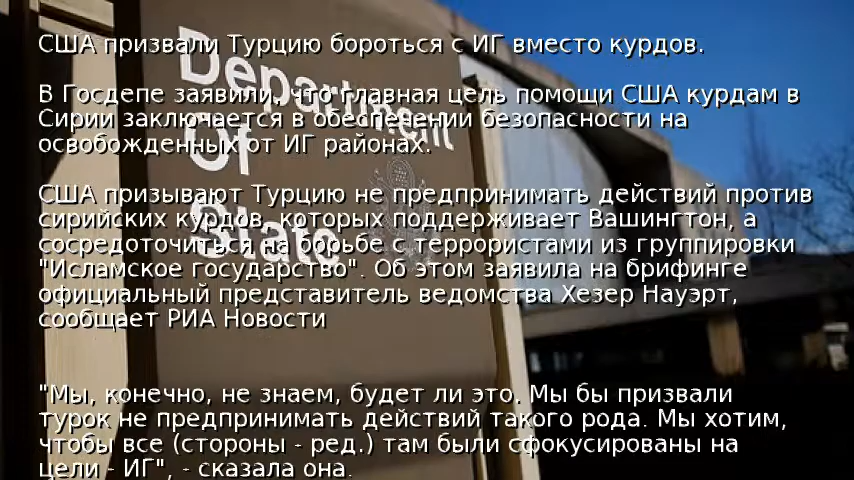 США призвали Турцию бороться с ИГ вместо курдов.
В Госдепе заявили, что главная цель помощи США курдам в
Сирии заключается в обеспечении безопасности на
освобожденных от ИГ районах.
США призывают Турцию не предпринимать действий против
сирийских курдов, которых поддерживает Вашингтон, а
сосредоточиться на борьбе с террористами из группировки
"Исламское государство". Об этом заявила на брифинге
официальный представитель ведомства Хезер Науэрт,
сообщает РИА Новости
"Мы, конечно, не знаем, будет ли это. Мы бы призвали
турок не предпринимать действий такого рода. Мы хотим,
чтобы все (стороны - ред.) там были сфокусированы на
цели - ИГ", - сказала она.
Department
Of
State